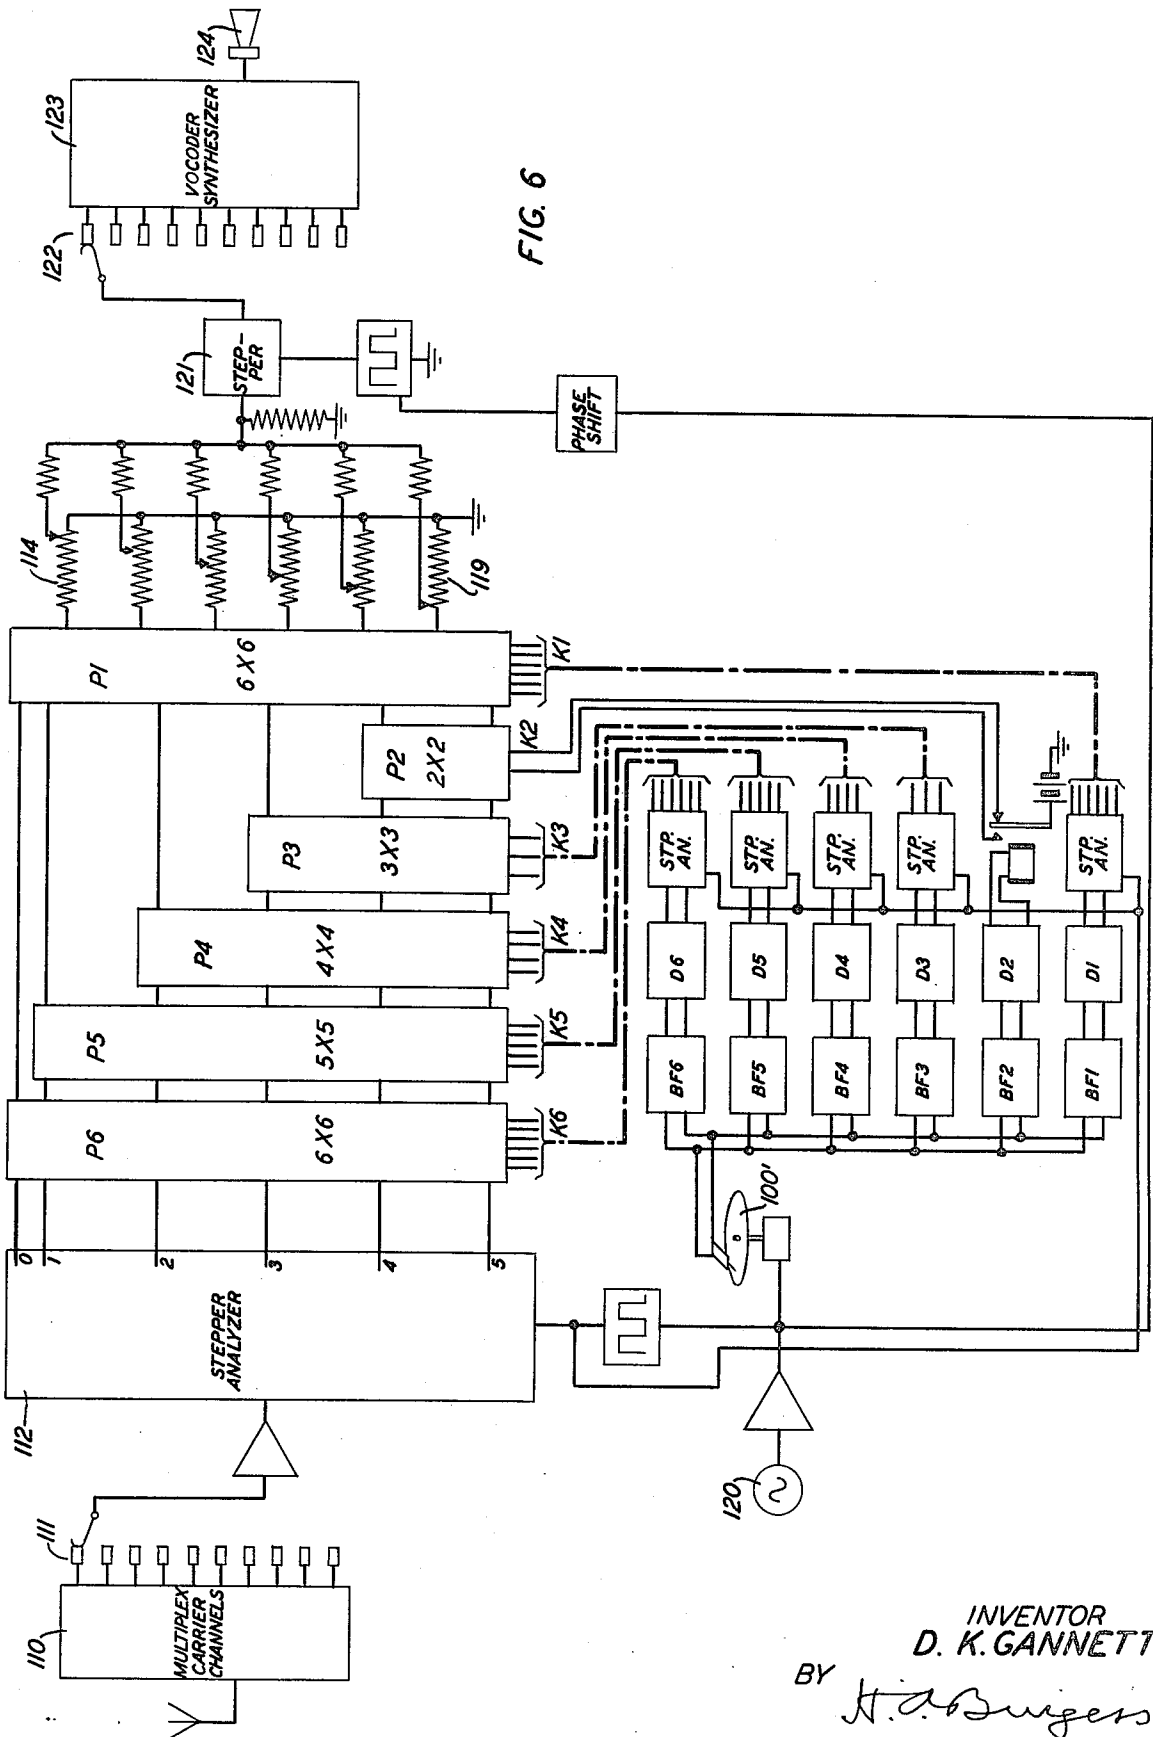 124
123
VOCODER
SYNTHESIZER
122
FIG. 6
121
STEP-
PER
PHASE
SHIFT
114
119
P1
6X6
K1
P2
2X2
K2
P3
3X3
K3
P4
4X4
K4
P5
5X5
K5
P6
6X6
K6
STP.
AN.
STP.
AN.
STP.
AN.
STP.
AN.
STP.
AN.
D6
D5
D4
D3
D2
D1
BF6
BF5
BF4
BF3
BF2
BF1
100'
0
1
2
3
4
5
STEPPER
ANALYZER
112
120
111
110
MULTIPLEX
CARRIER
CHANNELS
INVENTOR
D. K. GANNETT
BY
H. A. Burgess